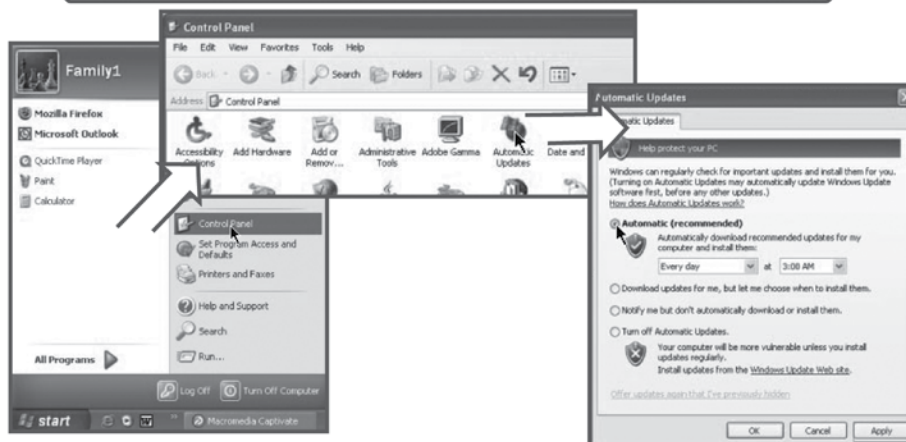 Control Panel
File Edit View Favorites Tools Help
Back
Search
Folders
Address
Control Panel
Accessibility Options
Add Hardware
Add or Remov...
Administrative Tools
Adobe Gamma
Automatic Updates
Date and
Family1
Mozilla Firefox
Microsoft Outlook
QuickTime Player
Paint
Calculator
All Programs
Control Panel
Set Program Access and
Defaults
Printers and Faxes
Help and Support
Search
Run...
Log Off
Turn Off Computer
start
Macromedia Captivate
Automatic Updates
Updates
Help protect your PC
Windows can regularly check for important updates and install them for you.
(Turning on Automatic Updates may automatically update Windows Update
software first, before any other updates.)
How does Automatic Updates work?
Automatic (recommended)
Automatically download recommended updates for my
computer and install them:
Every day at 3:00 AM
Download updates for me, but let me choose when to install them.
Notify me but don't automatically download or install them.
Turn off Automatic Updates.
Your computer will be more vulnerable unless you install
updates regularly.
Install updates from the Windows Update Web site.
Offer updates again that I've previously hidden
OK Cancel Apply